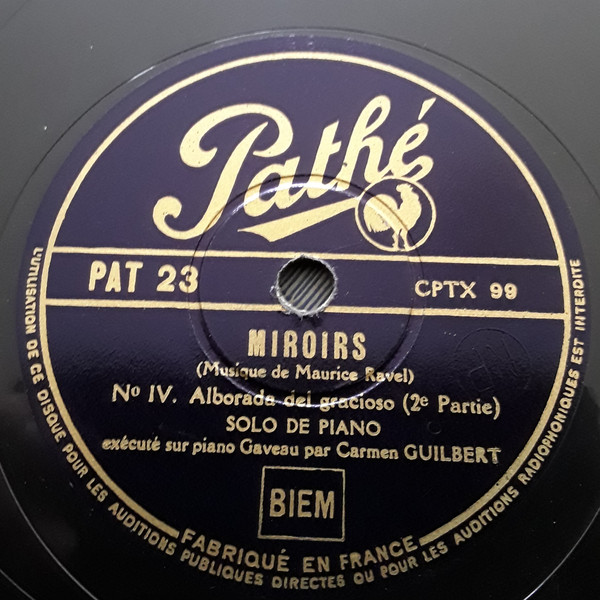 Pathé
PAT 23
CPTX 99
MIROIRS
(Musique de Maurice Ravel)
No IV. Alborada del gracioso (2e Partie)
SOLO DE PIANO
exécuté sur piano Gaveau par Carmen GUILBERT
BIEM
FABRIQUÉ EN FRANCE
L'UTILISATION DE CE DISQUE POUR LES AUDITIONS PUBLIQUES DIRECTES OU POUR LES AUDITIONS RADIOPHONIQUES EST INTERDITE